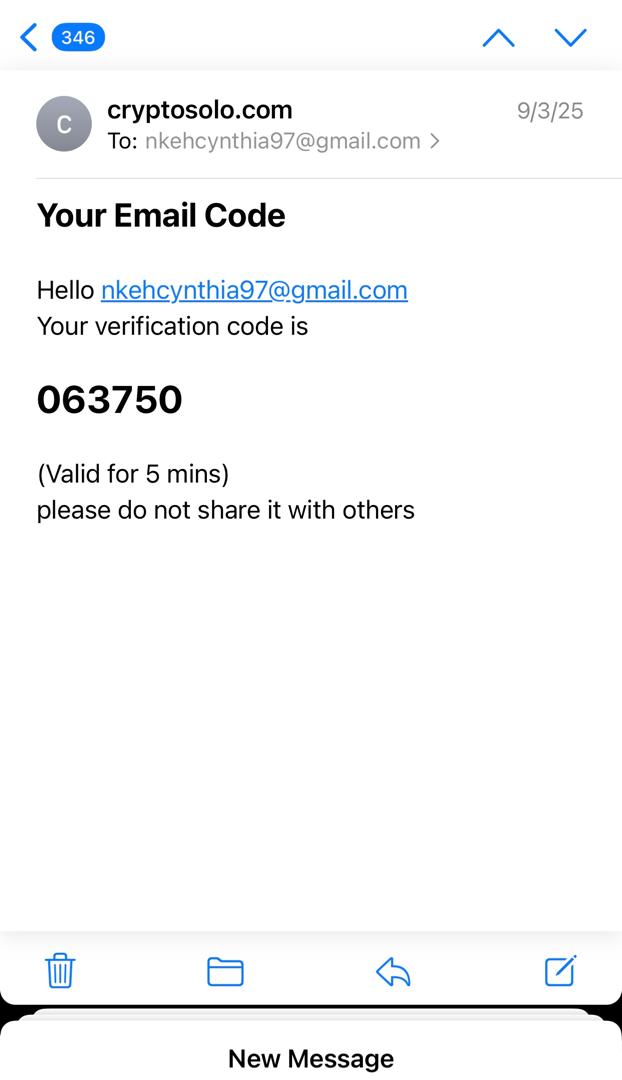 346
cryptosolo.com
9/3/25
To: nkehcynthia97@gmail.com
Your Email Code
Hello nkehcynthia97@gmail.com
Your verification code is
063750
(Valid for 5 mins)
please do not share it with others
New Message